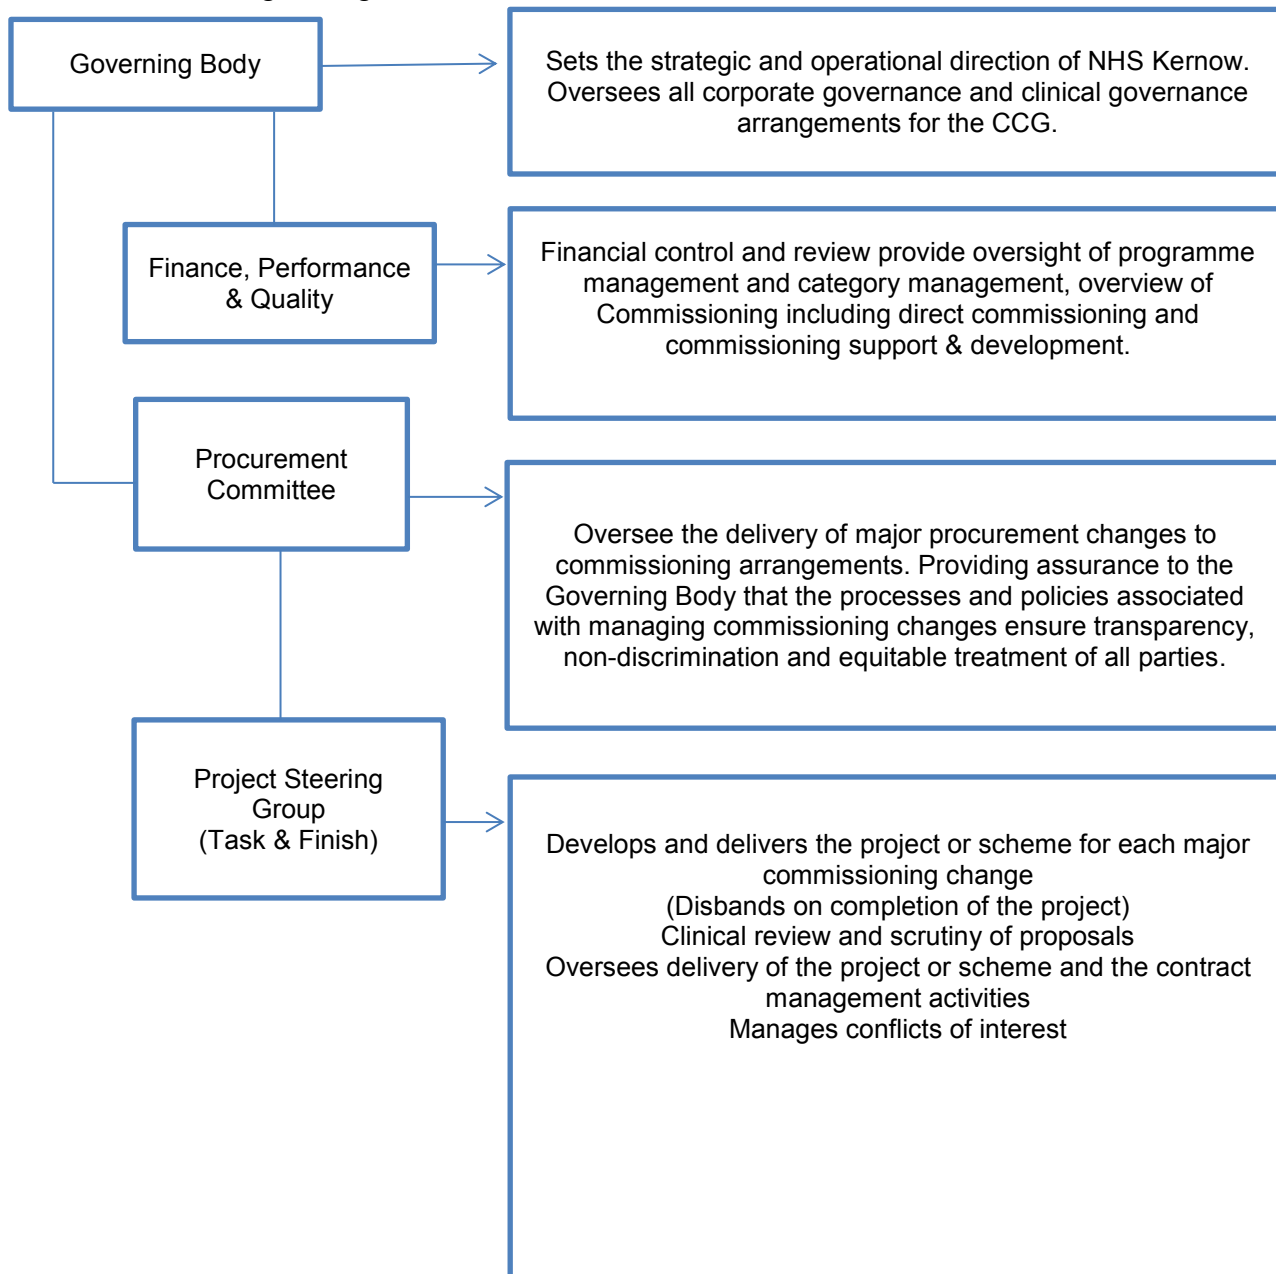 Governing Body
Sets the strategic and operational direction of NHS Kernow.
Oversees all corporate governance and clinical governance
arrangements for the CCG.
Finance, Performance
& Quality
Financial control and review provide oversight of programme
management and category management, overview of
Commissioning including direct commissioning and
commissioning support & development.
Procurement
Committee
Oversee the delivery of major procurement changes to
commissioning arrangements. Providing assurance to the
Governing Body that the processes and policies associated
with managing commissioning changes ensure transparency,
non-discrimination and equitable treatment of all parties.
Project Steering
Group
(Task & Finish)
Develops and delivers the project or scheme for each major
commissioning change
(Disbands on completion of the project)
Clinical review and scrutiny of proposals
Oversees delivery of the project or scheme and the contract
management activities
Manages conflicts of interest